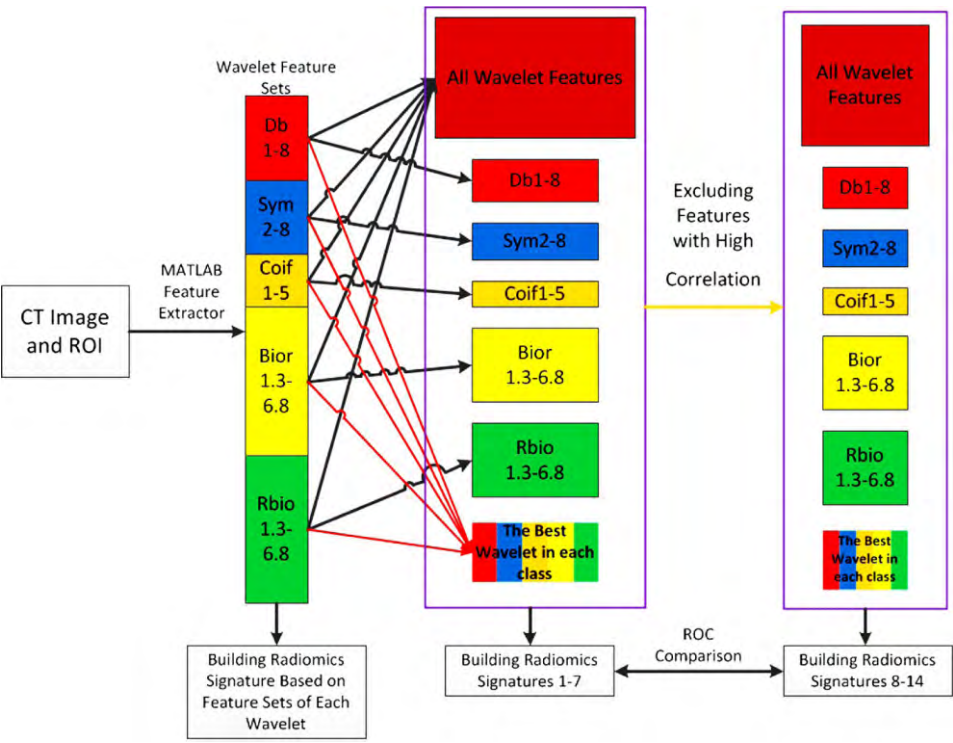 CT Image
and ROI
MATLAB
Feature
Extractor
Wavelet Feature
Sets
Db
1-8
Sym
2-8
Coif
1-5
Bior
1.3-
6.8
Rbio
1.3-
6.8
Building Radiomics
Signature Based on
Feature Sets of Each
Wavelet
All Wavelet Features
Db1-8
Sym2-8
Coif1-5
Bior
1.3-6.8
Rbio
1.3-6.8
The Best
Wavelet in each
class
Building Radiomics
Signatures 1-7
Excluding
Features
with High
Correlation
ROC
Comparison
All Wavelet
Features
Db1-8
Sym2-8
Coif1-5
Bior
1.3-6.8
Rbio
1.3-6.8
The Best
Wavelet in
each class
Building Radiomics
Signatures 8-14